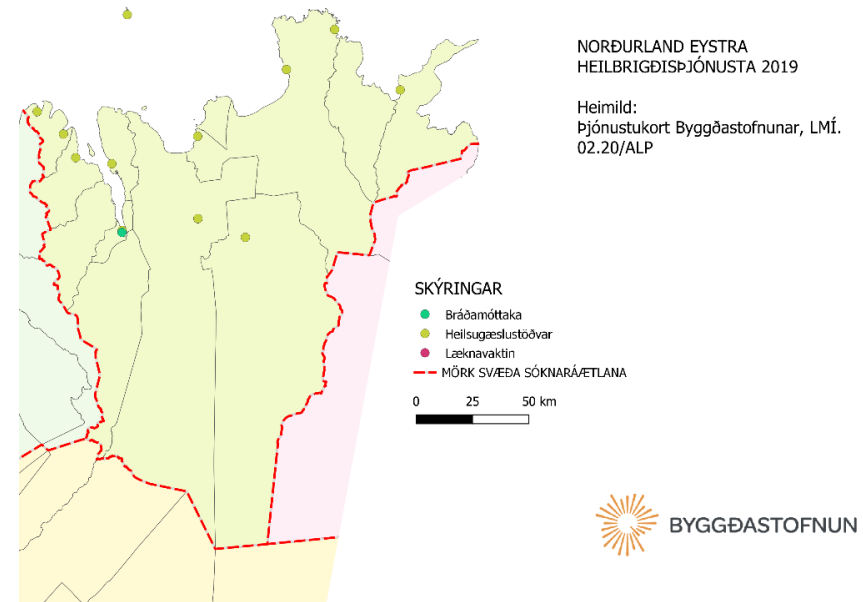 NORÐURLAND EYSTRA
HEILBRIGÐISÞJÓNUSTA 2019
Heimild:
Þjónustukort Byggðastofnunar, LMÍ.
02.20/ALP
SKÝRINGAR
Bráðamóttaka
Heilsugæslustöðvar
Læknavaktin
MÖRK SVÆÐA SÓKNARÁÆTLANA
0 25 50 km
BYGGÐASTOFNUN